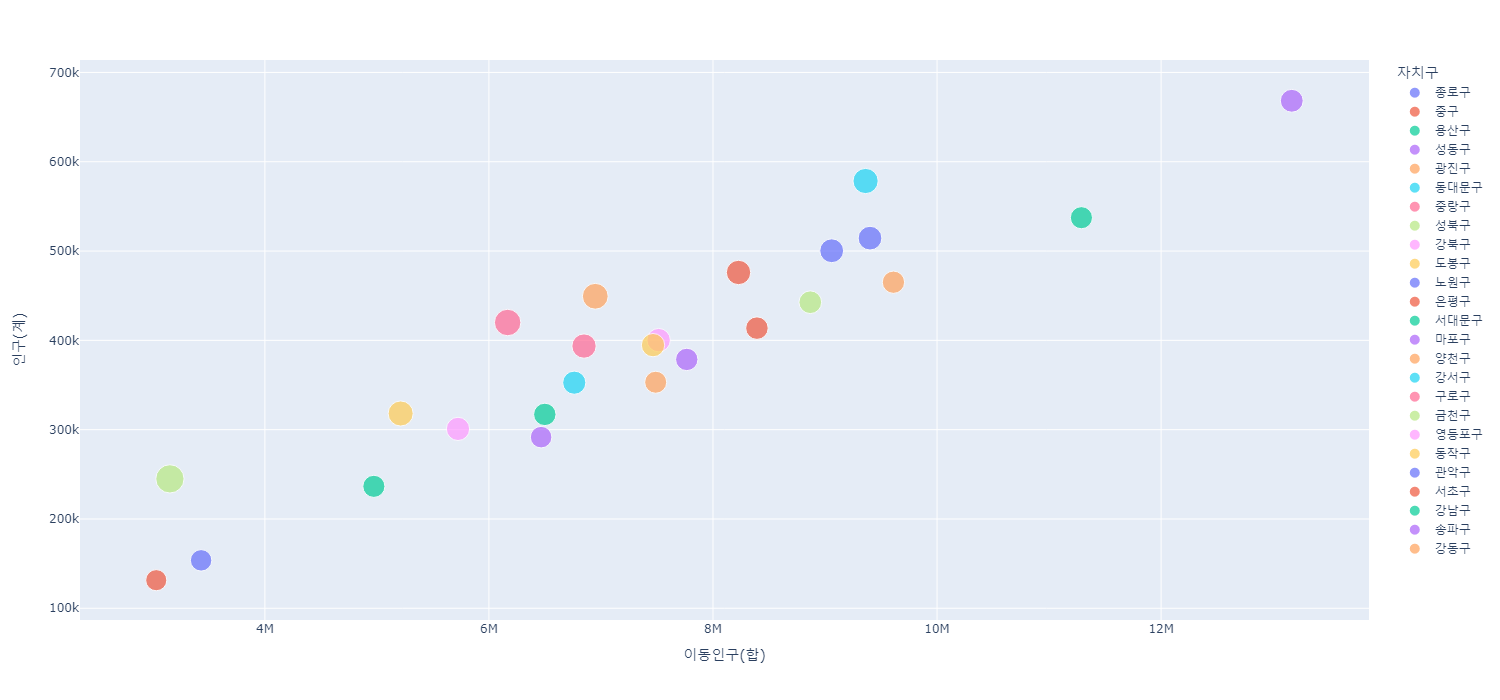 700k
600k
500k
400k
300k
200k
100k
인구(계)
4M
6M
8M
10M
12M
이동인구(합)
자치구
종로구
중구
용산구
성동구
광진구
동대문구
중랑구
성북구
강북구
도봉구
노원구
은평구
서대문구
마포구
양천구
강서구
구로구
금천구
영등포구
동작구
관악구
서초구
강남구
송파구
강동구